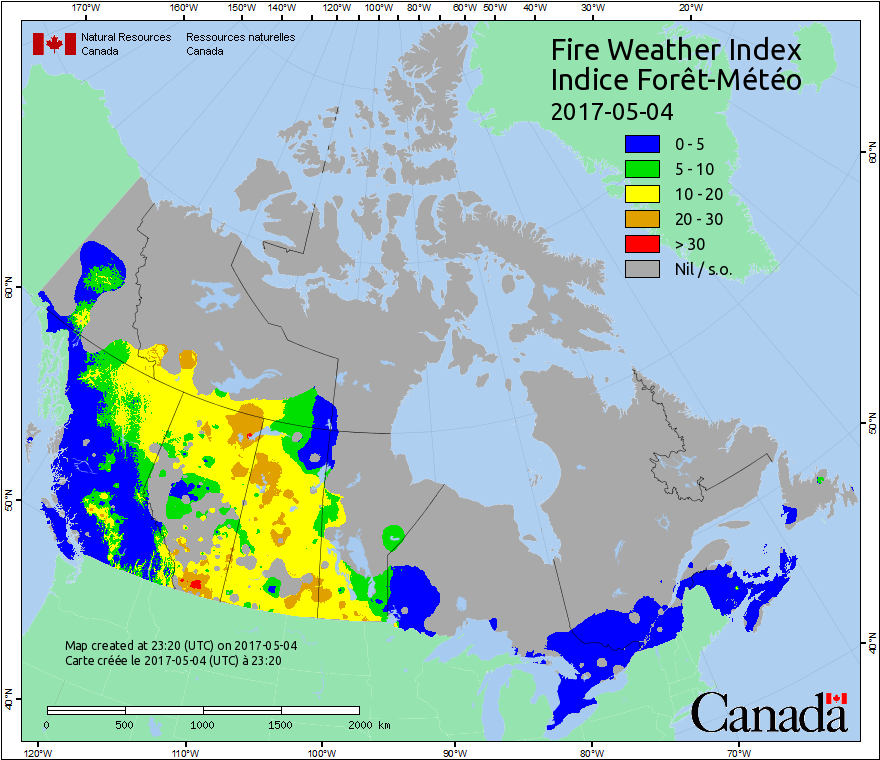 170°W 160°W 150°W 140°W 130°W 120°W 110°W 100°W 90°W 80°W 60°W 50°W 40°W 30°W 20°W
Natural Resources Canada
Ressources naturelles Canada
Fire Weather Index
Indice Forêt-Météo
2017-05-04
0 - 5
5 - 10
10 - 20
20 - 30
> 30
Nil / s.o.
60°N
50°N
40°N
60°N
50°N
40°N
Map created at 23:20 (UTC) on 2017-05-04
Carte créée le 2017-05-04 (UTC) à 23:20
0 500 1000 1500 2000 km
Canada
120°W 110°W 100°W 90°W 80°W 70°W